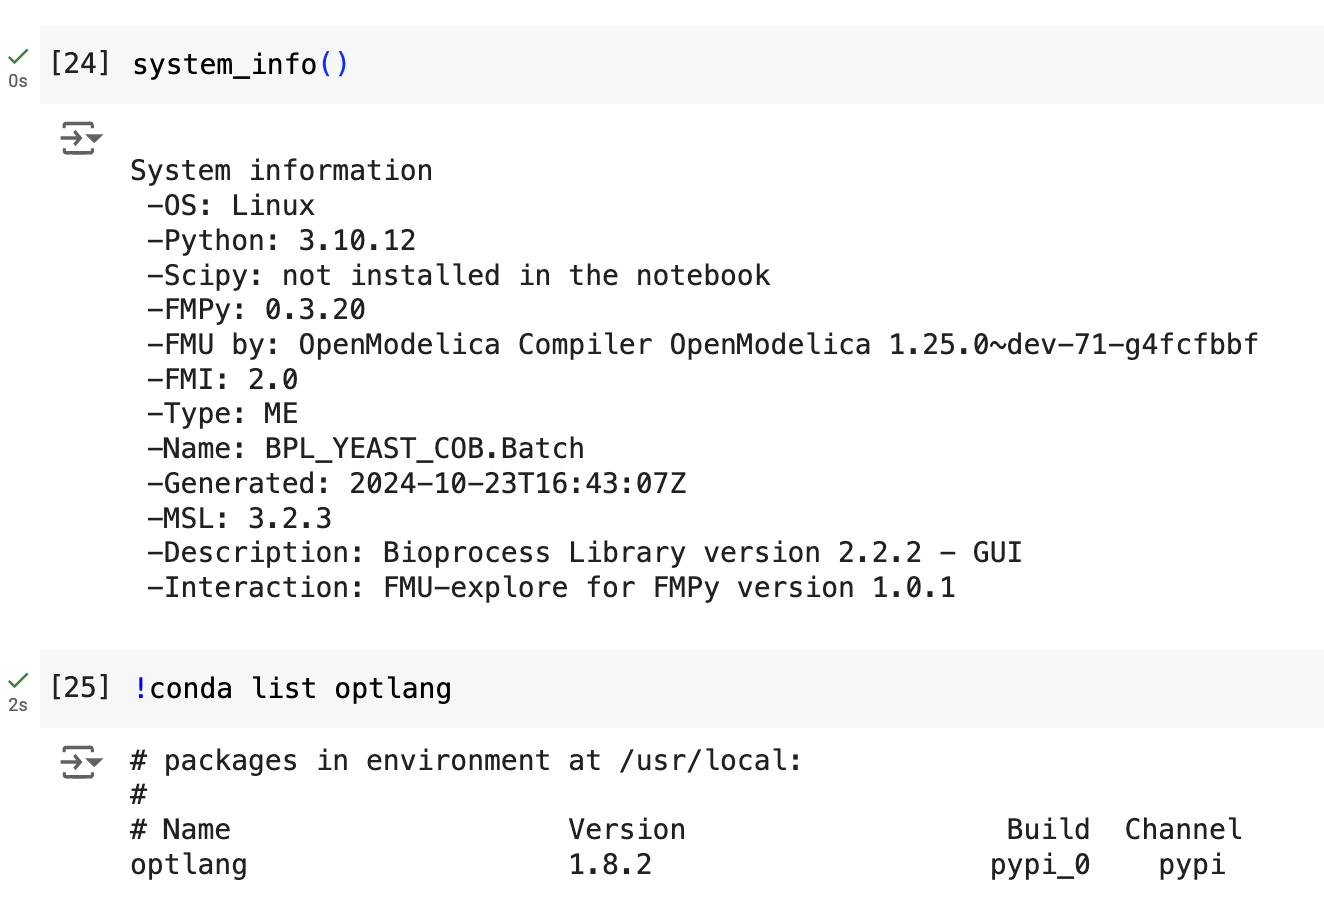 [24] system_info()
0s
System information
-OS: Linux
-Python: 3.10.12
-Scipy: not installed in the notebook
-FMPy: 0.3.20
-FMU by: OpenModelica Compiler OpenModelica 1.25.0~dev-71-g4fcfbbf
-FMI: 2.0
-Type: ME
-Name: BPL_YEAST_COB.Batch
-Generated: 2024-10-23T16:43:07Z
-MSL: 3.2.3
-Description: Bioprocess Library version 2.2.2 - GUI
-Interaction: FMU-explore for FMPy version 1.0.1
[25] !conda list optlang
2s
# packages in environment at /usr/local:
#
# Name Version Build Channel
optlang 1.8.2 pypi_0 pypi